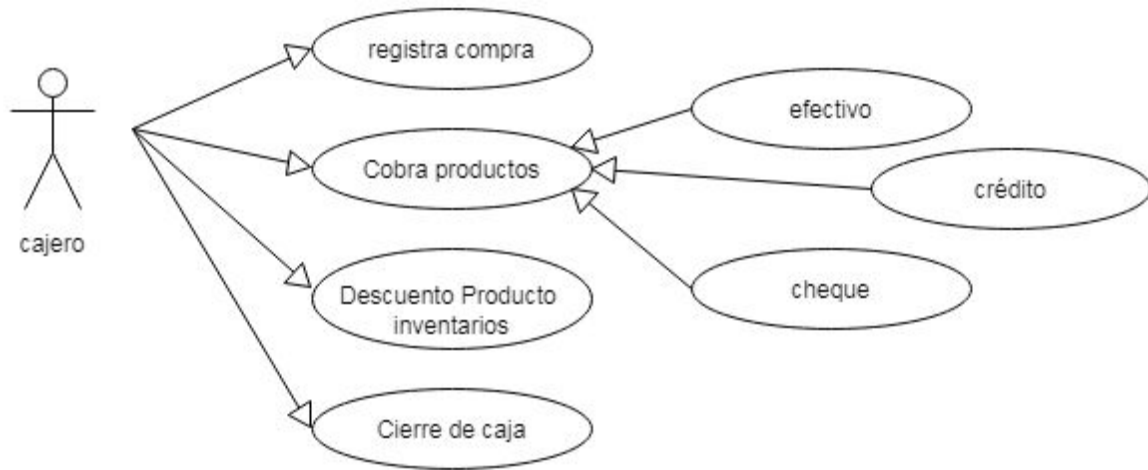 registra compra
efectivo
Cobra productos
crédito
cajero
Descuento Producto
inventarios
cheque
Cierre de caja